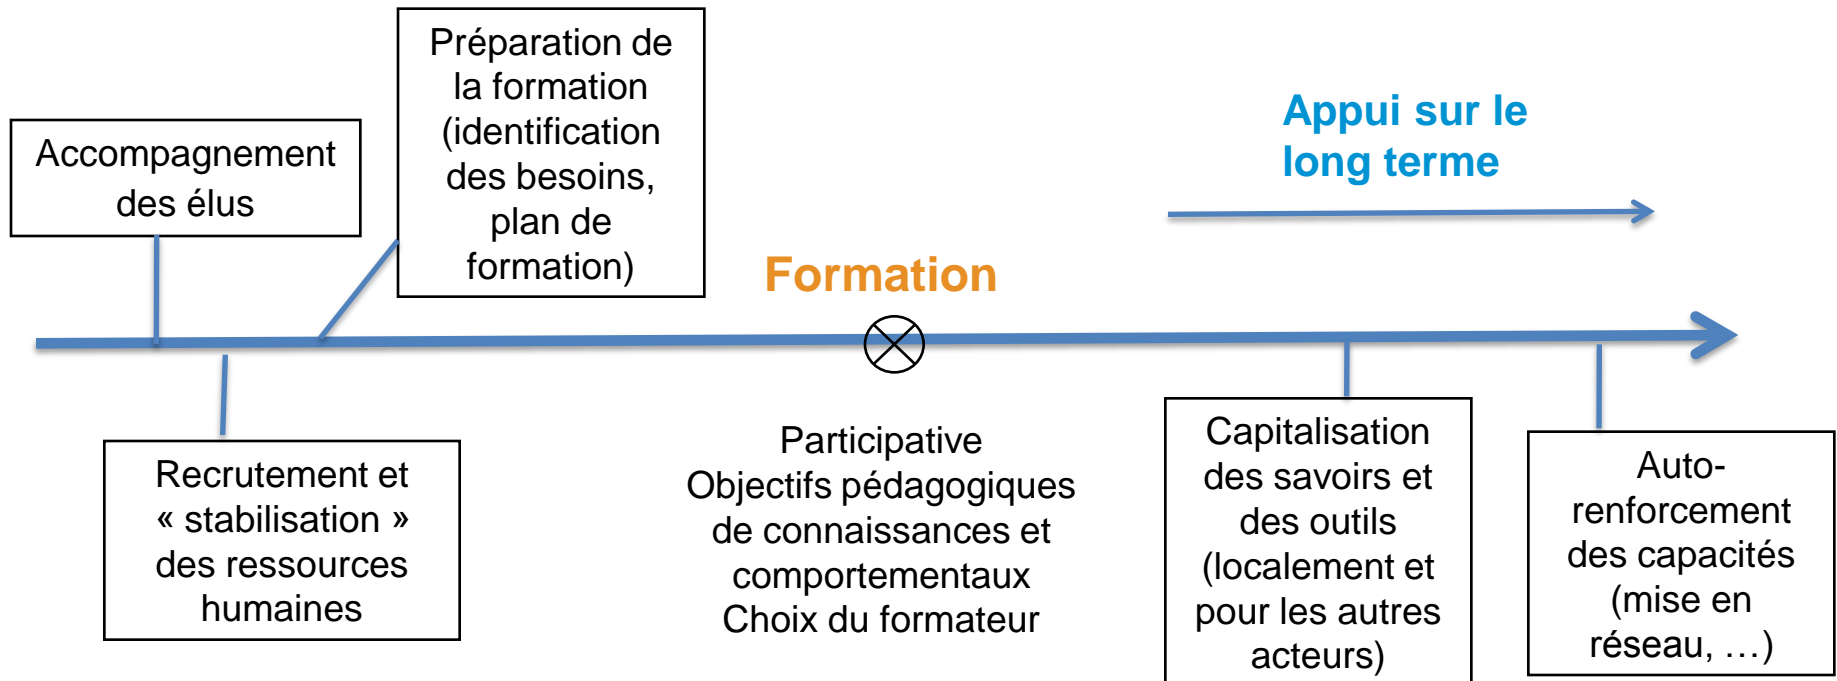 Préparation de
la formation
(identification
des besoins,
plan de
formation)
Accompagnement
des élus
Appui sur le
long terme
Formation
Recrutement et
« stabilisation »
des ressources
humaines
Participative
Objectifs pédagogiques
de connaissances et
comportementaux
Choix du formateur
Capitalisation
des savoirs et
des outils
(localement et
pour les autres
acteurs)
Auto-
renforcement
des capacités
(mise en
réseau, …)